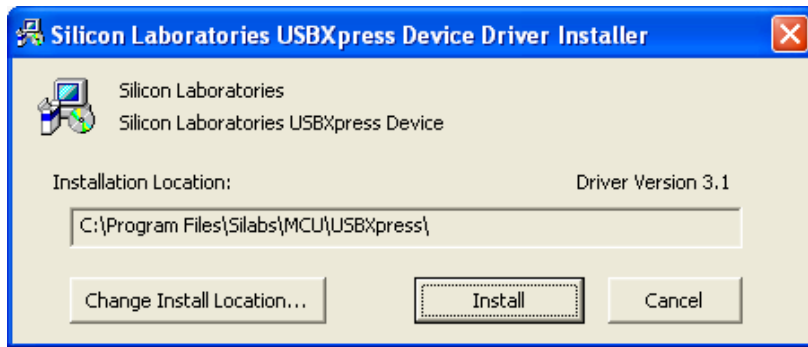 Silicon Laboratories USBXpress Device Driver Installer
Silicon Laboratories
Silicon Laboratories USBXpress Device
Installation Location:
Driver Version 3.1
C:\Program Files\Silabs\MCU\USBXpress\
Change Install Location...
Install
Cancel